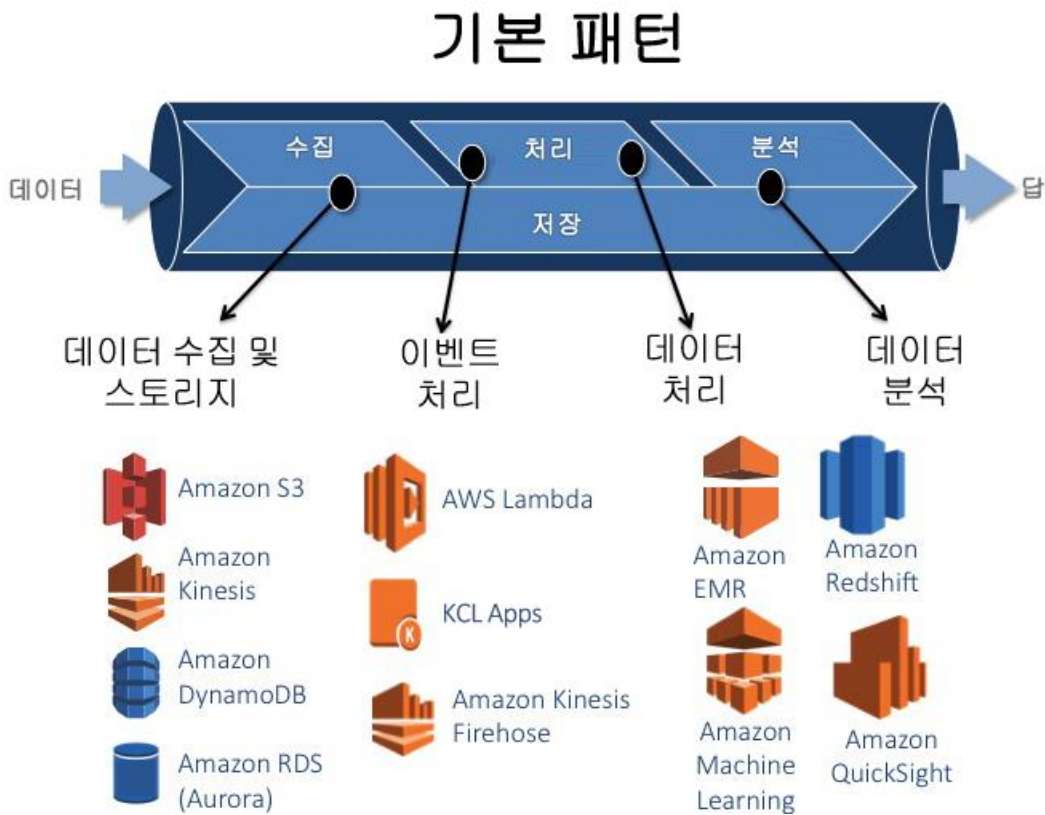 기본 패턴
수집
처리
분석
데이터
답
저장
데이터 수집 및
스토리지
이벤트
처리
데이터
처리
데이터
분석
Amazon S3
Amazon
Kinesis
Amazon
DynamoDB
Amazon RDS
(Aurora)
AWS Lambda
KCL Apps
K
Amazon Kinesis
Firehose
Amazon
EMR
Amazon
Redshift
Amazon
Machine
Learning
Amazon
QuickSight